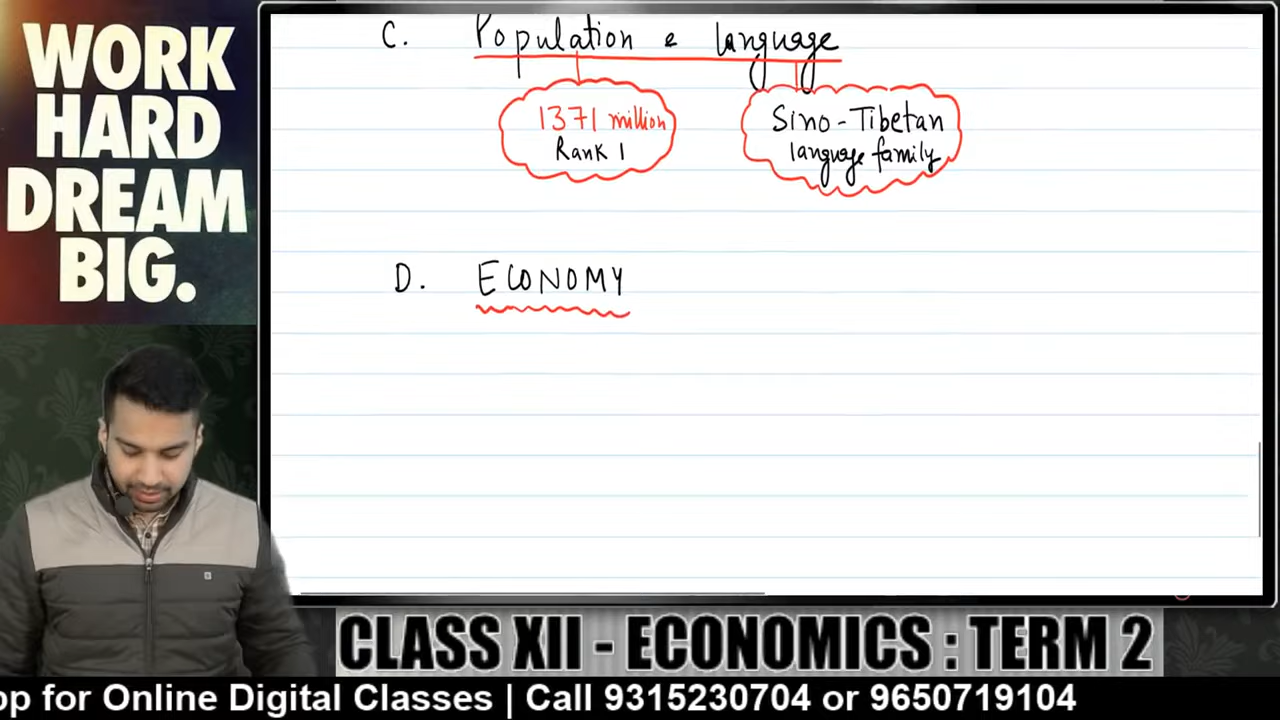 WORK
HARD
DREAM
BIG.
C. Population & language
1371 million
Rank 1
Sino-Tibetan
language family
D. ECONOMY
CLASS XII - ECONOMICS : TERM 2
pp for Online Digital Classes | Call 9315230704 or 9650719104